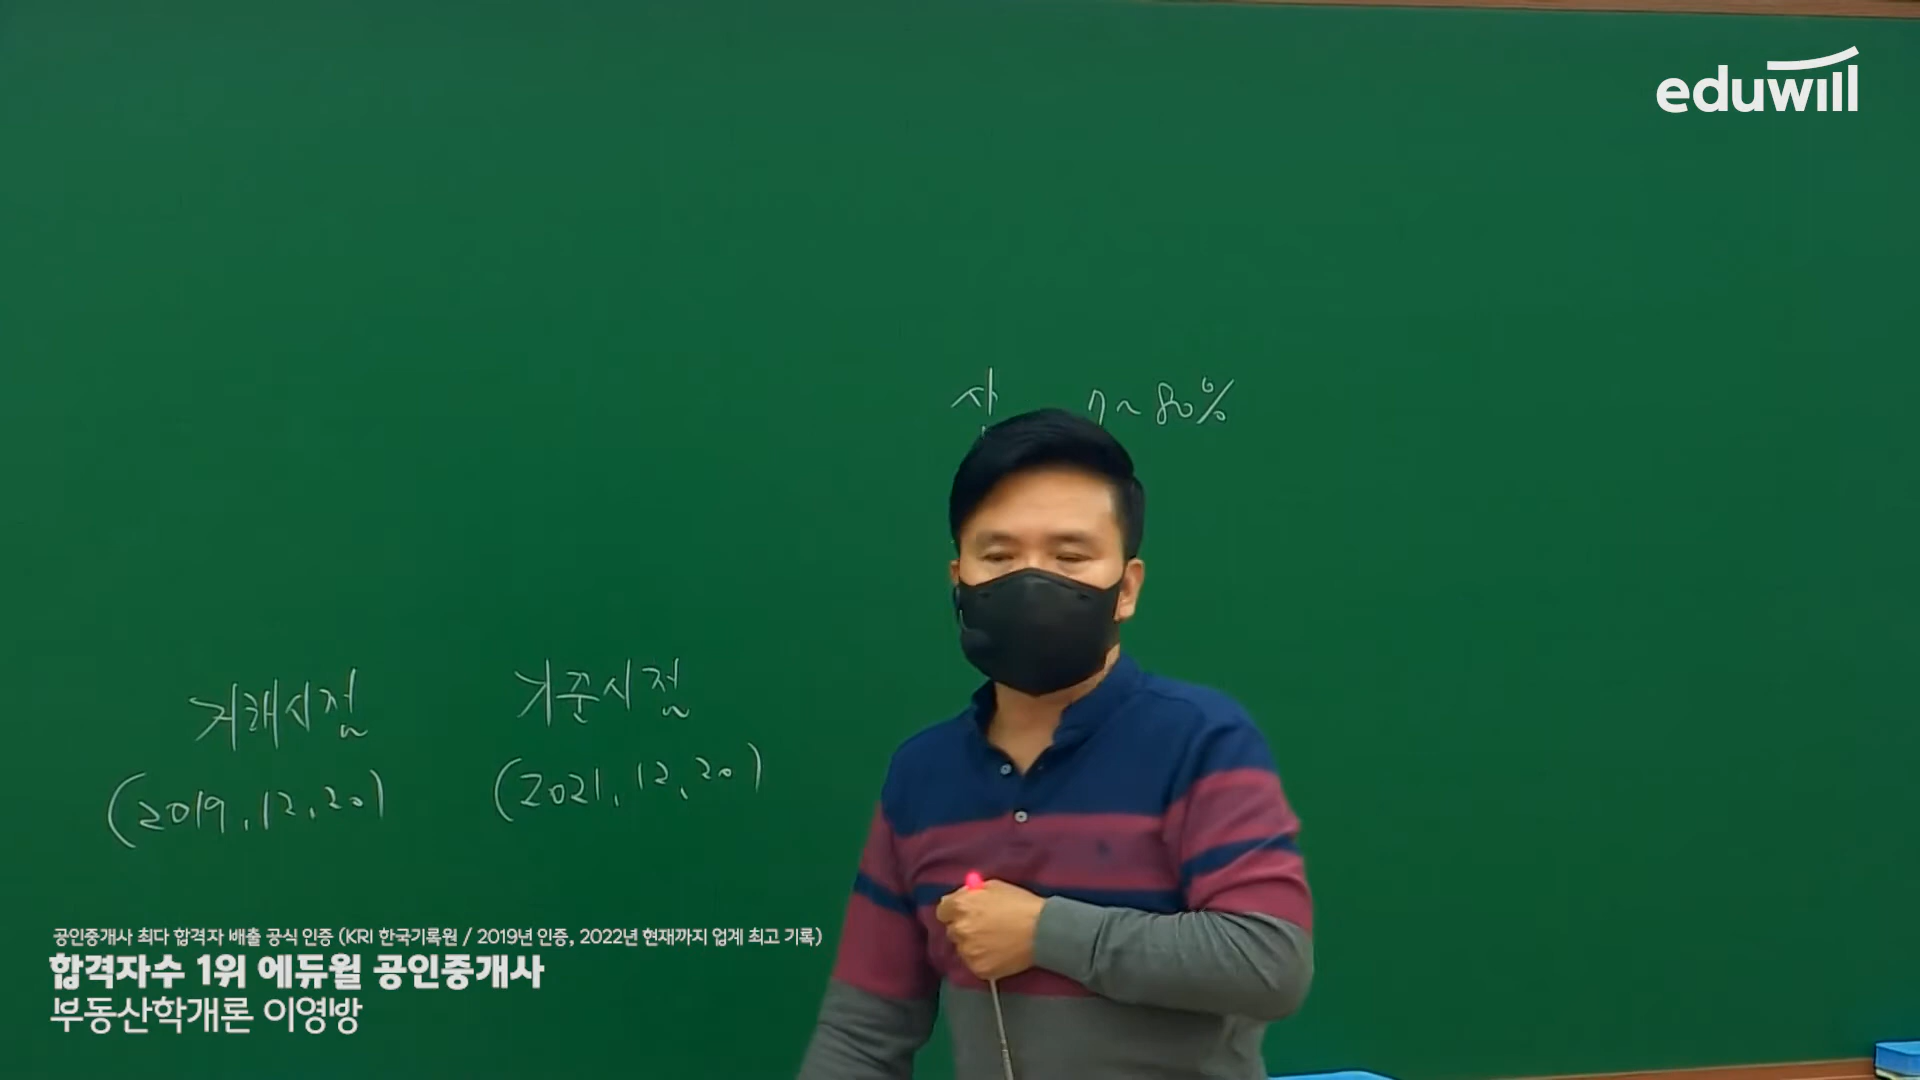 eduwill
7~80%
거래시점
기준시점
(2019.12.20)
(2021.12.20)
공인중개사 최다 합격자 배출 공식 인증 (KRI 한국기록원 / 2019년 인증, 2022년 현재까지 업계 최고 기록)
합격자수 1위 에듀윌 공인중개사
부동산학개론 이영방